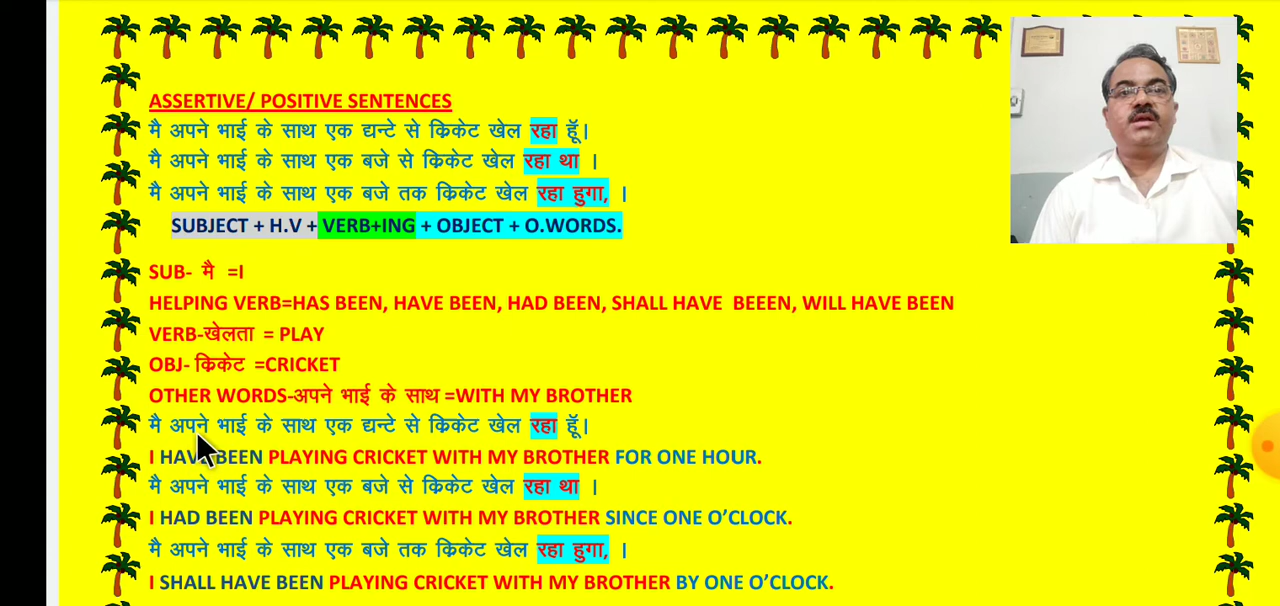 ASSERTIVE/ POSITIVE SENTENCES
मै अपने भाई के साथ एक द्यन्टे से क्रिकेट खेल रहा हूॅ।
मै अपने भाई के साथ एक बजे से क्रिकेट खेल रहा था ।
मै अपने भाई के साथ एक बजे तक क्रिकेट खेल रहा हुगा, ।
SUBJECT + H.V + VERB+ING + OBJECT + O.WORDS.
SUB- मै =I
HELPING VERB=HAS BEEN, HAVE BEEN, HAD BEEN, SHALL HAVE BEEEN, WILL HAVE BEEN
VERB-खेलता = PLAY
OBJ- क्रिकेट =CRICKET
OTHER WORDS-अपने भाई के साथ =WITH MY BROTHER
मै अपने भाई के साथ एक द्यन्टे से क्रिकेट खेल रहा हूॅ।
I HAVE BEEN PLAYING CRICKET WITH MY BROTHER FOR ONE HOUR.
मै अपने भाई के साथ एक बजे से क्रिकेट खेल रहा था ।
I HAD BEEN PLAYING CRICKET WITH MY BROTHER SINCE ONE O’CLOCK.
मै अपने भाई के साथ एक बजे तक क्रिकेट खेल रहा हुगा, ।
I SHALL HAVE BEEN PLAYING CRICKET WITH MY BROTHER BY ONE O’CLOCK.